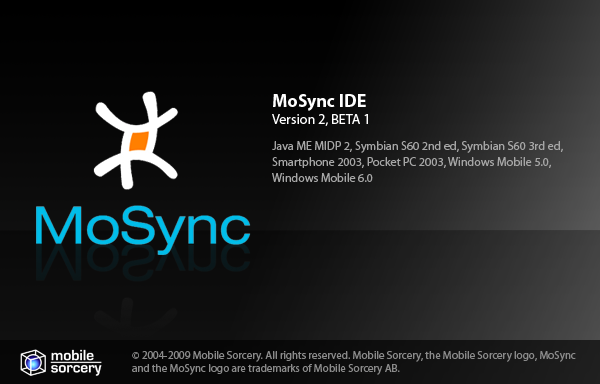 MoSync IDE
Version 2, BETA 1
Java ME MIDP 2, Symbian S60 2nd ed, Symbian S60 3rd ed,
Smartphone 2003, Pocket PC 2003, Windows Mobile 5.0,
Windows Mobile 6.0
MoSync
mobile
sorcery
© 2004-2009 Mobile Sorcery. All rights reserved. Mobile Sorcery, the Mobile Sorcery logo, MoSync
and the MoSync logo are trademarks of Mobile Sorcery AB.